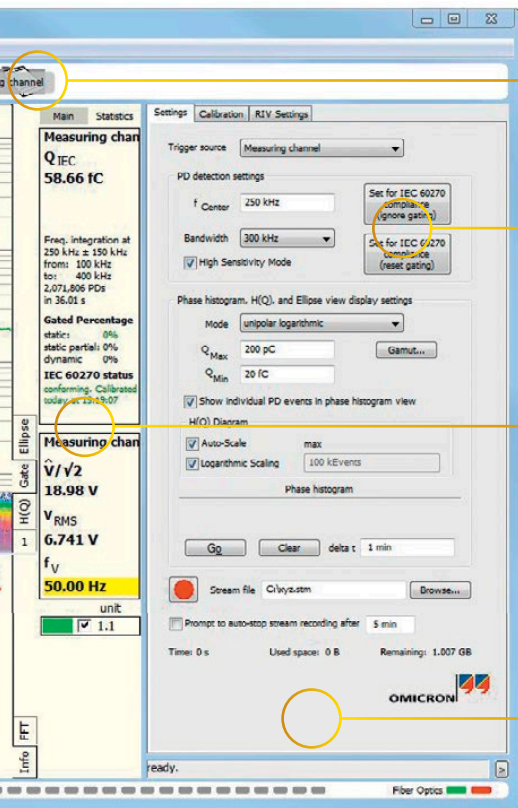 g channel
Main Statistics
Measuring chan
Q IEC
58.66 fC
Freq. integration at
250 kHz ± 150 kHz
from: 100 kHz
to: 400 kHz
2,071,806 PDs
in 36.01 s
Gated Percentage
static: 0%
static partial: 0%
dynamic 0%
IEC 60270 status
conforming. Calibrated
today at 15:19:07
Measuring chan
V̂/√2
18.98 V
V RMS
6.741 V
f V
50.00 Hz
unit
1.1
Ellipse
Gate
H(Q)
1
FFT
Info
Settings Calibration RIV Settings
Trigger source Measuring channel
PD detection settings
f Center 250 kHz
Set for IEC 60270
compliance
(ignore gating)
Bandwidth 300 kHz
Set for IEC 60270
compliance
(reset gating)
High Sensitivity Mode
Phase histogram, H(Q), and Ellipse view display settings
Mode unipolar logarithmic
Q Max 200 pC Gamut...
Q Min 20 fC
Show individual PD events in phase histogram view
H(Q) Diagram
Auto-Scale max
Logarithmic Scaling 100 kEvents
Phase histogram
Go Clear delta t 1 min
Stream file C:\xyz.stm Browse...
Prompt to auto-stop stream recording after 5 min
Time: 0 s Used space: 0 B Remaining: 1.007 GB
OMICRON
ready. >
Fiber Optics